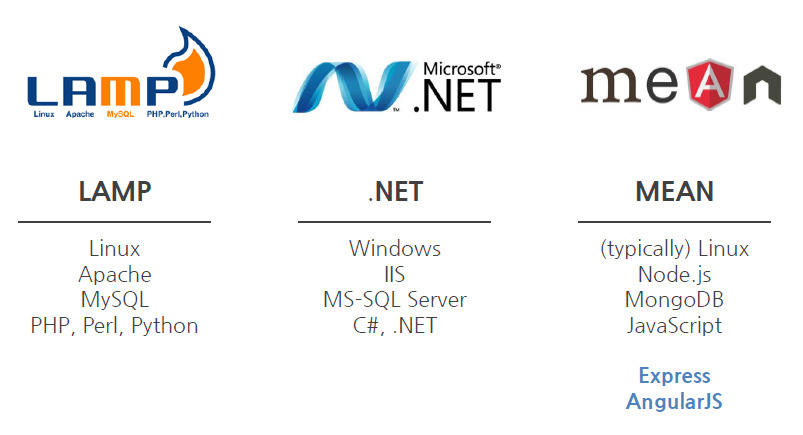 LAMP
Linux Apache MySQL PHP,Perl,Python
Microsoft®
.NET
™
meAn
LAMP
Linux
Apache
MySQL
PHP, Perl, Python
.NET
Windows
IIS
MS-SQL Server
C#, .NET
MEAN
(typically) Linux
Node.js
MongoDB
JavaScript
Express
AngularJS